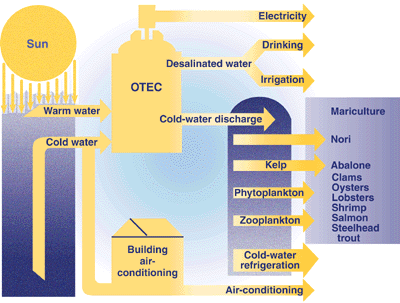 Electricity
Sun
Drinking
Desalinated water
OTEC
Irrigation
Warm water
Cold-water discharge
Mariculture
Cold water
Nori
Kelp
Abalone
Clams
Phytoplankton
Oysters
Lobsters
Shrimp
Zooplankton
Salmon
Steelhead
trout
Building
air-
conditioning
Cold-water
refrigeration
Air-conditioning